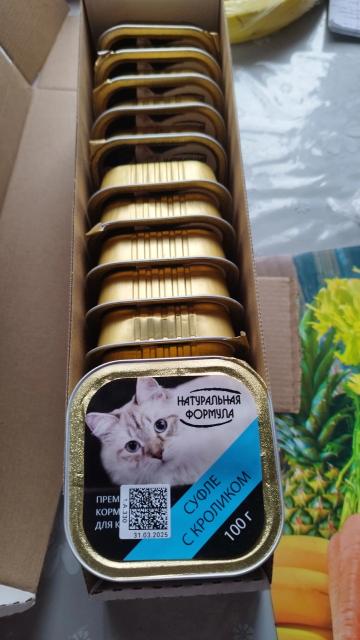 НАТУРАЛЬНАЯ
ФОРМУЛА
ПРЕМ
КОРМ
ДЛЯ К
СУФЛЕ
С КРОЛИКОМ
100 г
31.03.2025